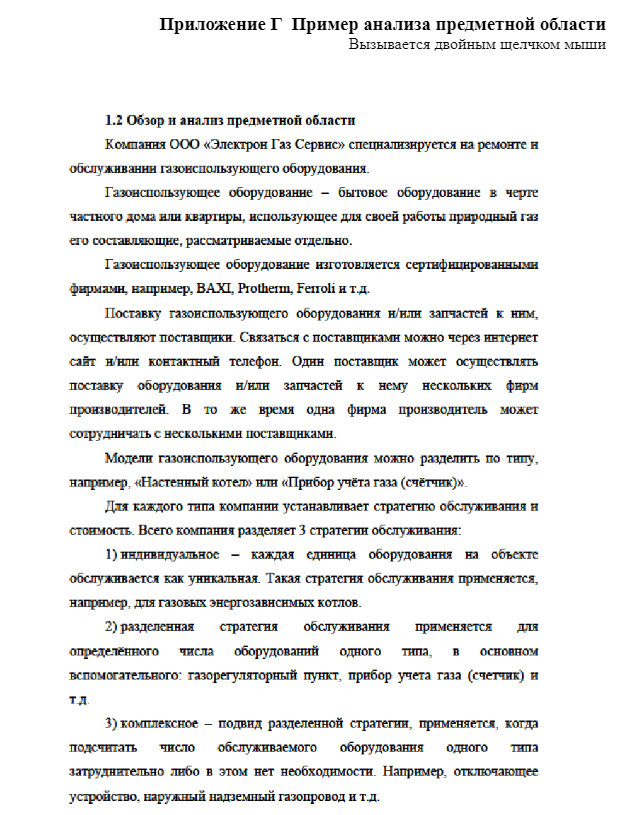 Приложение Г  Пример анализа предметной области
Вызывается двойным щелчком мыши
1.2 Обзор и анализ предметной области
Компания ООО «Электрон Газ Сервис» специализируется на ремонте и
обслуживании газоиспользующего оборудования.
Газоиспользующее оборудование – бытовое оборудование в черте
частного дома или квартиры, использующее для своей работы природный газ
его составляющие, рассматриваемые отдельно.
Газоиспользующее оборудование изготовляется сертифицированными
фирмами, например, BAXI, Protherm, Ferroli и т.д.
Поставку газоиспользующего оборудования и/или запчастей к ним,
осуществляют поставщики. Связаться с поставщиками можно через интернет
сайт и/или контактный телефон. Один поставщик может осуществлять
поставку оборудования и/или запчастей к нему нескольких фирм
производителей. В то же время одна фирма производитель может
сотрудничать с несколькими поставщиками.
Модели газоиспользующего оборудования можно разделить по типу,
например, «Настенный котел» или «Прибор учёта газа (счётчик)».
Для каждого типа компании устанавливает стратегию обслуживания и
стоимость. Всего компания разделяет 3 стратегии обслуживания:
1) индивидуальное – каждая единица оборудования на объекте
обслуживается как уникальная. Такая стратегия обслуживания применяется,
например, для газовых энергозависимых котлов.
2) разделенная стратегия обслуживания применяется для
определённого числа оборудований одного типа, в основном
вспомогательного: газорегуляторный пункт, прибор учета газа (счетчик) и
т.д.
3) комплексное – подвид разделенной стратегии, применяется, когда
подсчитать число обслуживаемого оборудования одного типа
затруднительно либо в этом нет необходимости. Например, отключающее
устройство, наружный надземный газопровод и т.д.